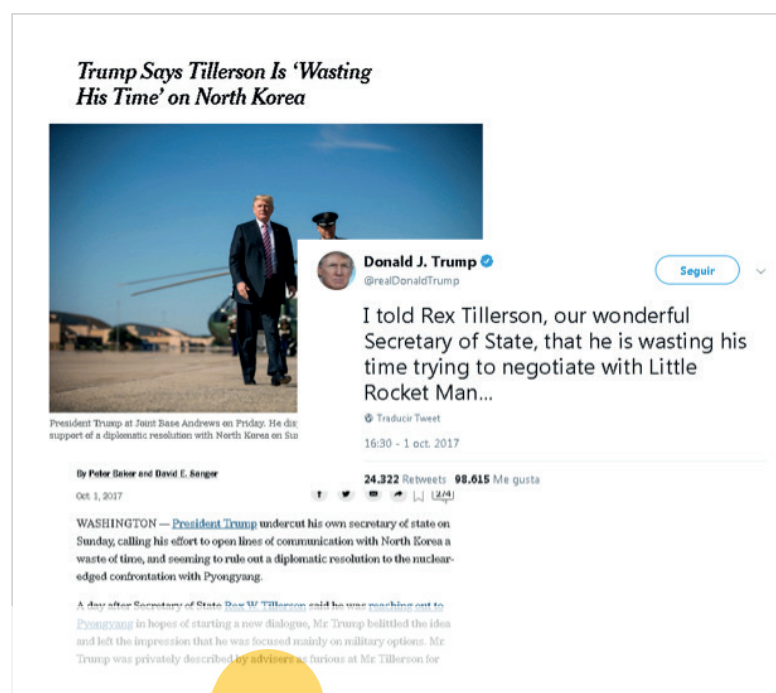 Trump Says Tillerson Is ‘Wasting
His Time’ on North Korea
Donald J. Trump
@realDonaldTrump
Seguir
I told Rex Tillerson, our wonderful
Secretary of State, that he is wasting his
time trying to negotiate with Little
Rocket Man...
Traducir Tweet
16:30 - 1 oct. 2017
24.322 Retweets 98.615 Me gusta
President Trump at Joint Base Andrews on Friday. He
support of a diplomatic resolution with North Korea on
By Peter Baker and David E. Sanger
Oct. 1, 2017
274
WASHINGTON — President Trump undercut his own secretary of state on
Sunday, calling his effort to open lines of communication with North Korea a
waste of time, and seeming to rule out a diplomatic resolution to the nuclear-
edged confrontation with Pyongyang.
A day after Secretary of State Rex W. Tillerson said he was reaching out to
Pyongyang in hopes of starting a new dialogue, Mr. Trump belittled the idea
and left the impression that he was focused mainly on military options. Mr.
Trump was privately described by advisers as furious at Mr. Tillerson for